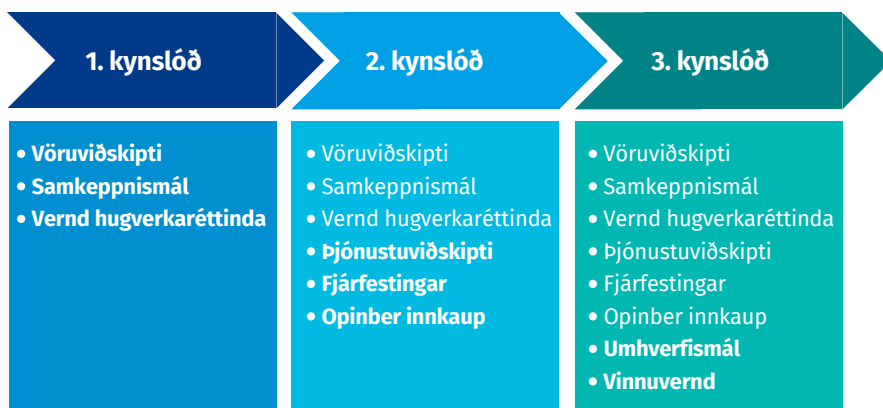 1. kynslóð
• Vöruviðskipti
• Samkeppnismál
• Vernd hugverkaréttinda
2. kynslóð
• Vöruviðskipti
• Samkeppnismál
• Vernd hugverkaréttinda
• Þjónustuviðskipti
• Fjárfestingar
• Opinber innkaup
3. kynslóð
• Vöruviðskipti
• Samkeppnismál
• Vernd hugverkaréttinda
• Þjónustuviðskipti
• Fjárfestingar
• Opinber innkaup
• Umhverfismál
• Vinnuvernd